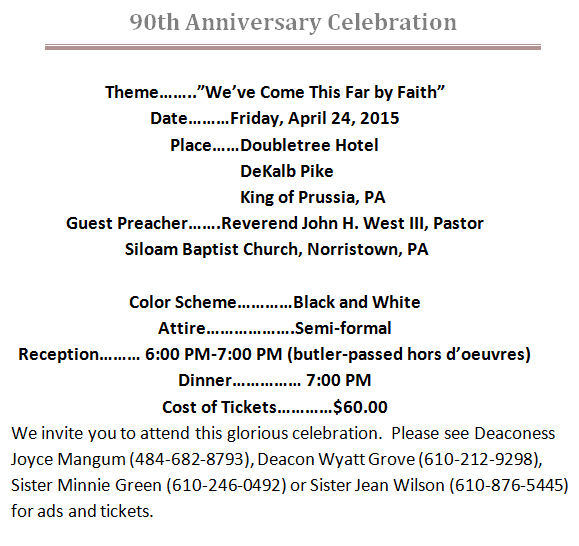 90th Anniversary Celebration
Theme……..”We’ve Come This Far by Faith”
Date………Friday, April 24, 2015
Place……Doubletree Hotel
DeKalb Pike
King of Prussia, PA
Guest Preacher…….Reverend John H. West III, Pastor
Siloam Baptist Church, Norristown, PA
Color Scheme…………Black and White
Attire……………….Semi-formal
Reception……… 6:00 PM-7:00 PM (butler-passed hors d’oeuvres)
Dinner…………… 7:00 PM
Cost of Tickets…………$60.00
We invite you to attend this glorious celebration.  Please see Deaconess
Joyce Mangum (484-682-8793), Deacon Wyatt Grove (610-212-9298),
Sister Minnie Green (610-246-0492) or Sister Jean Wilson (610-876-5445)
for ads and tickets.